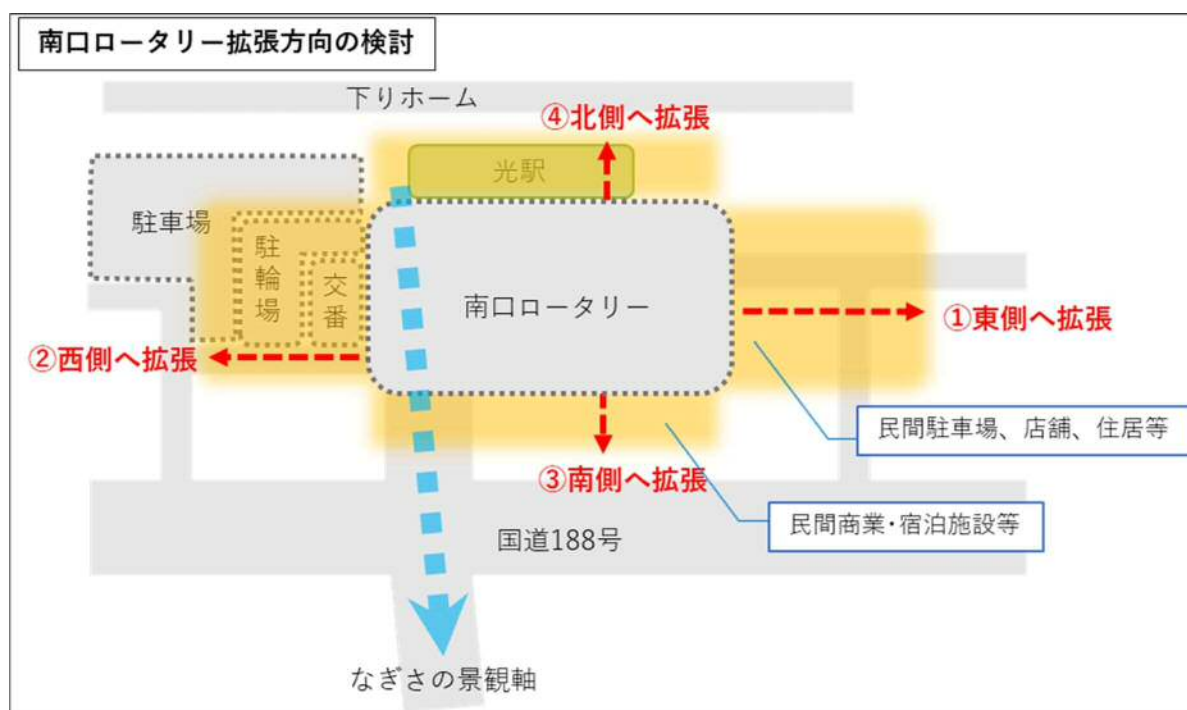 南口ロータリー拡張方向の検討
下りホーム
④北側へ拡張
光駅
駐車場
駐輪場
交番
南口ロータリー
①東側へ拡張
②西側へ拡張
民間駐車場、店舗、住居等
③南側へ拡張
民間商業・宿泊施設等
国道188号
なぎさの景観軸